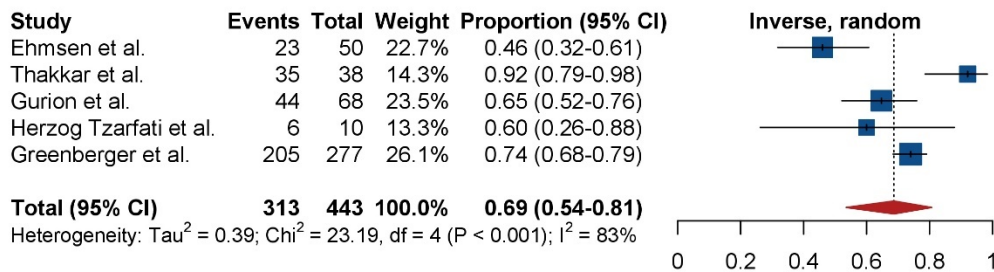 Study Events Total Weight Proportion (95% CI) Inverse, random
Ehmsen et al. 23 50 22.7% 0.46 (0.32-0.61)
Thakkar et al. 35 38 14.3% 0.92 (0.79-0.98)
Gurion et al. 44 68 23.5% 0.65 (0.52-0.76)
Herzog Tzarfati et al. 6 10 13.3% 0.60 (0.26-0.88)
Greenberger et al. 205 277 26.1% 0.74 (0.68-0.79)
Total (95% CI) 313 443 100.0% 0.69 (0.54-0.81)
Heterogeneity: Tau² = 0.39; Chi² = 23.19, df = 4 (P < 0.001); I² = 83%
0 0.2 0.4 0.6 0.8 1